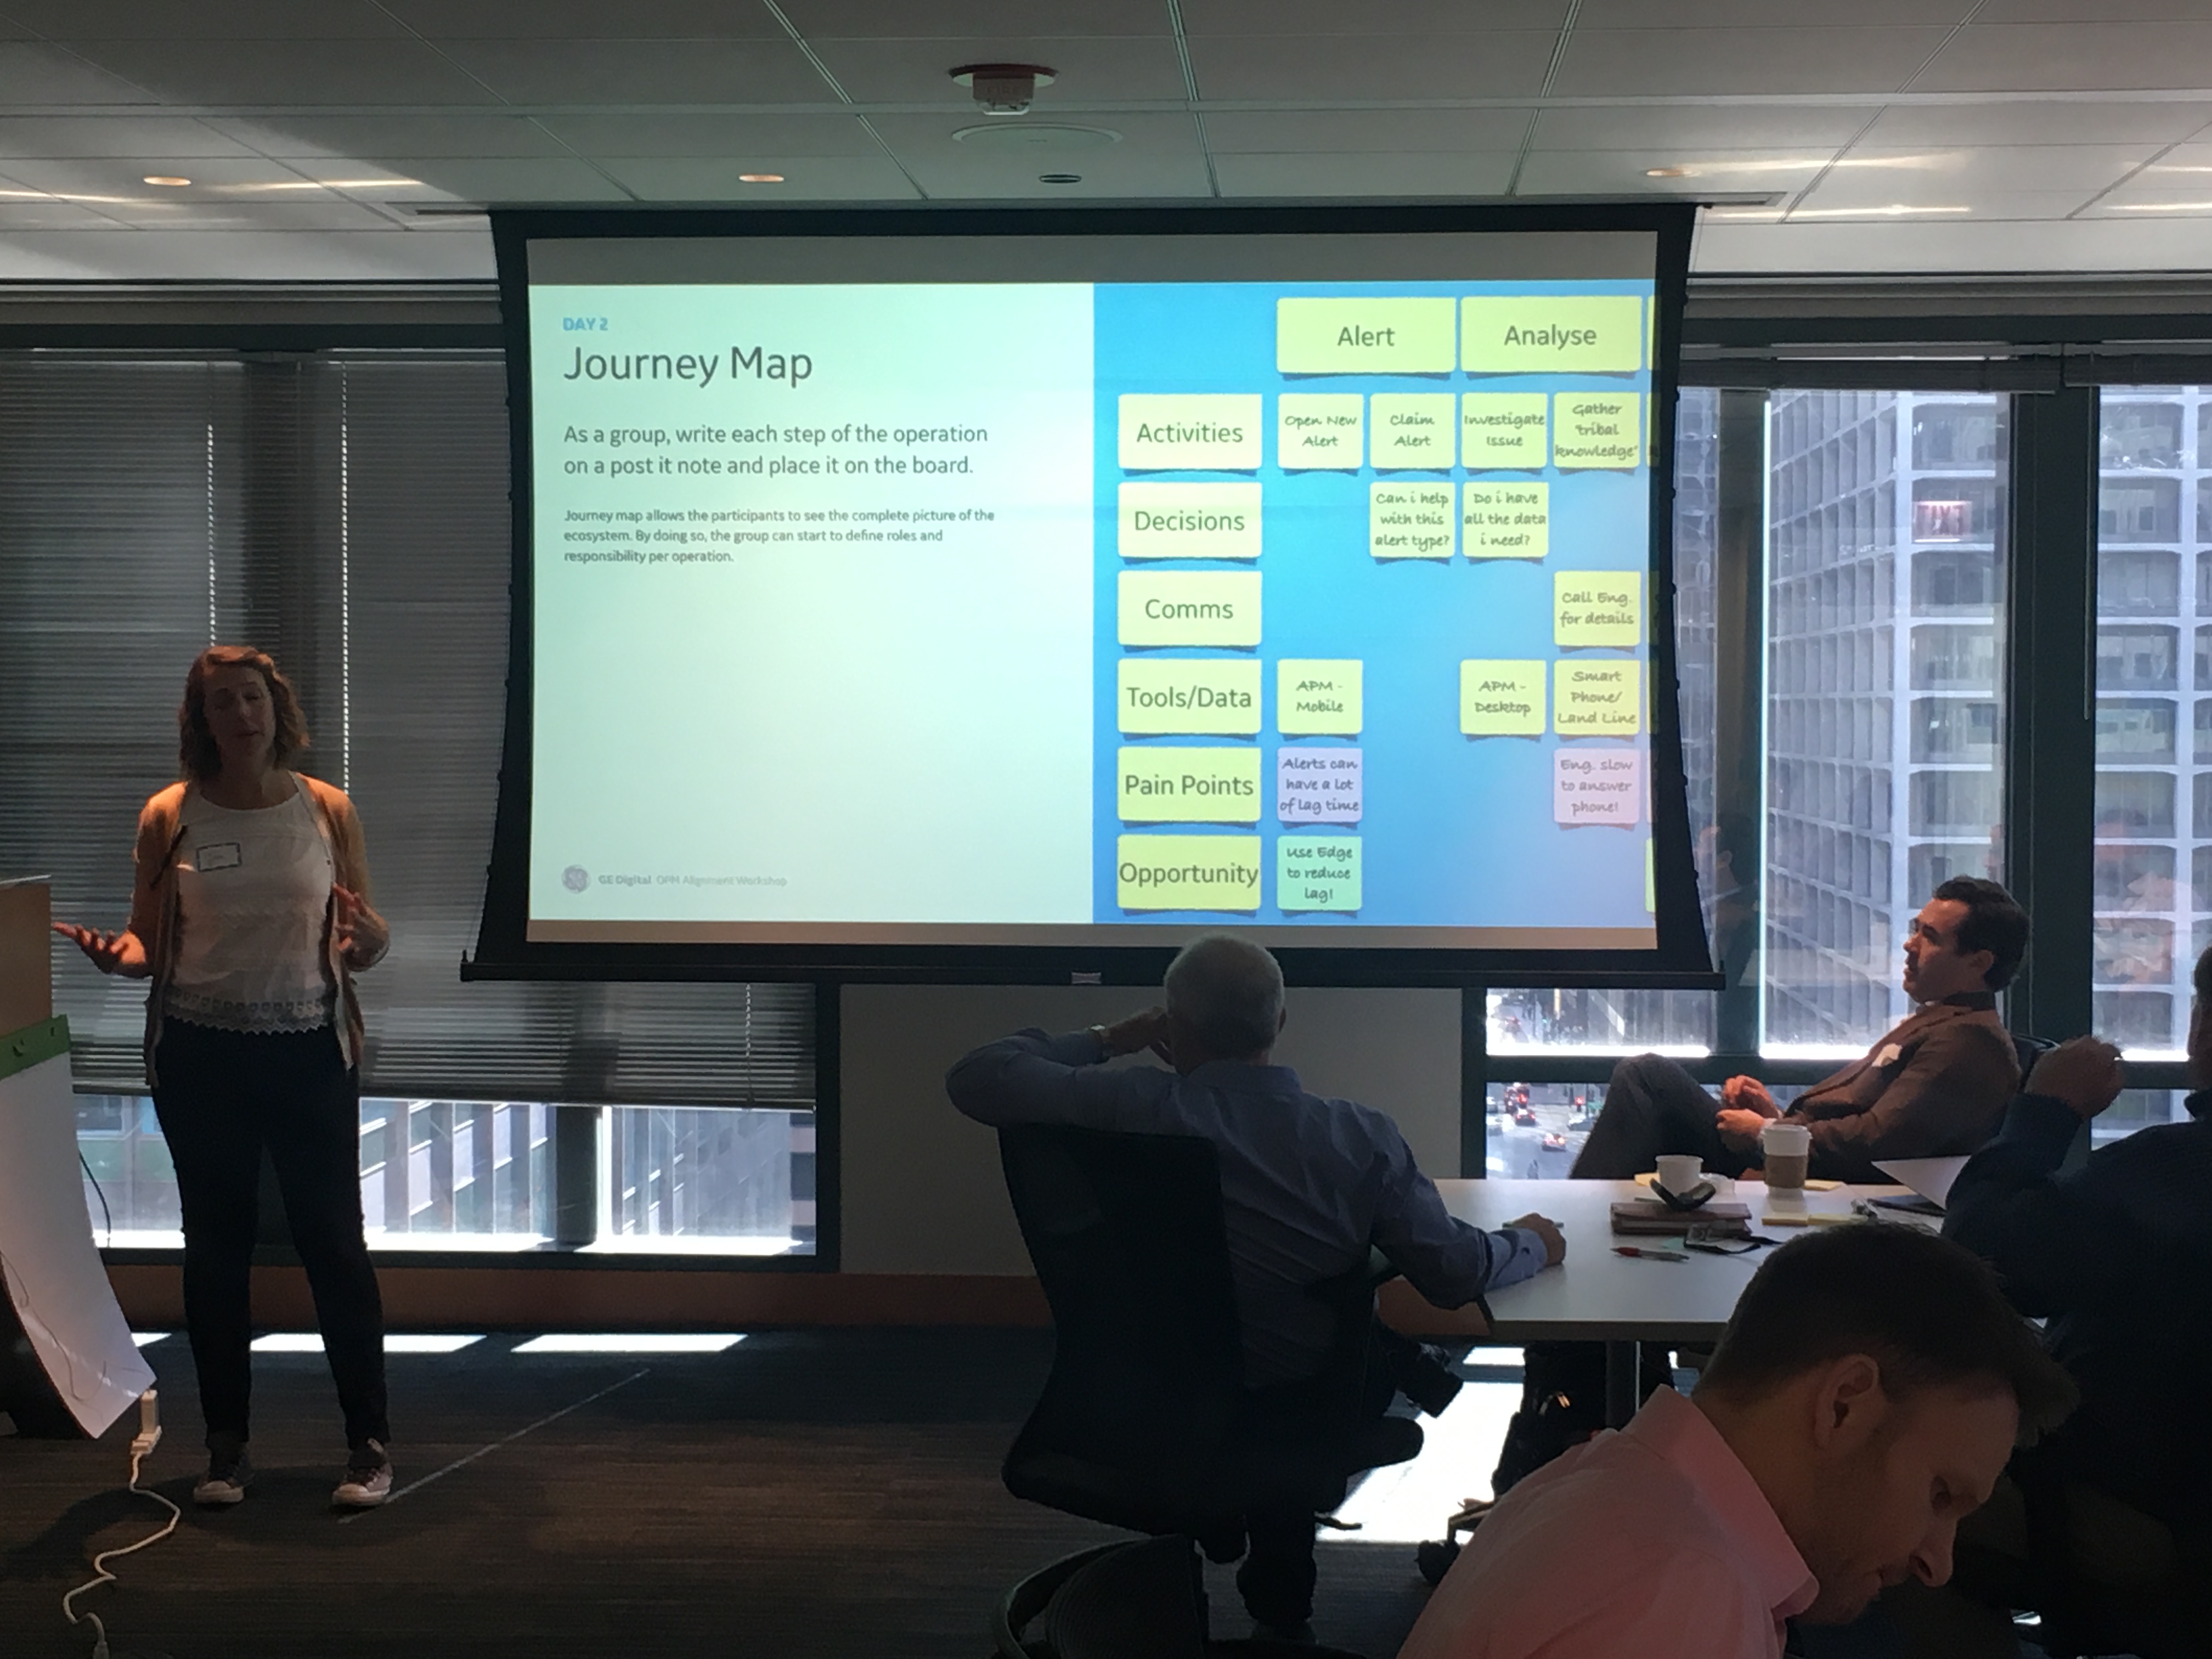 DAY 2
Journey Map
As a group, write each step of the operation
on a post it note and place it on the board.
Journey map allows the participants to see the complete picture of the
ecosystem. By doing so, the group can start to define roles and
responsibility per operation.
GE Digital OPM Alignment Workshop
Alert
Analyse
Activities
Open New
Alert
Claim
Alert
Investigate
Issue
Gather
'tribal
knowledge'
Decisions
Can i help
with this
alert type?
Do i have
all the data
i need?
Comms
Call Eng.
for details
Tools/Data
APM -
Mobile
APM -
Desktop
Smart
Phone/
Land Line
Pain Points
Alerts can
have a lot
of lag time
Eng. slow
to answer
phone!
Opportunity
Use Edge
to reduce
lag!
EXIT